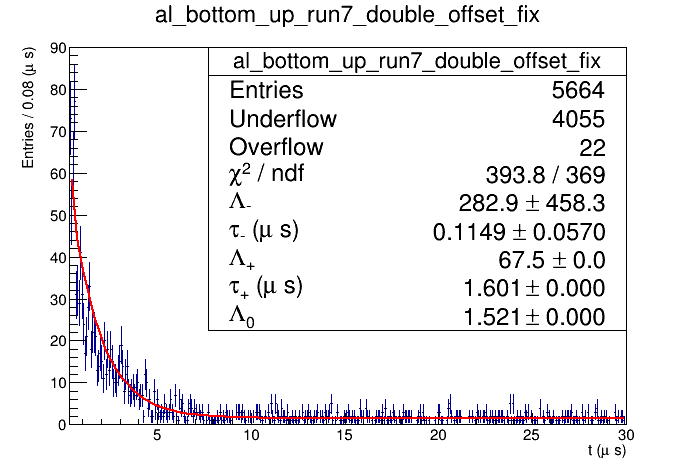 al_bottom_up_run7_double_offset_fix
Entries / 0.08 (μ s)
90
80
70
60
50
40
30
20
10
0
al_bottom_up_run7_double_offset_fix
Entries 5664
Underflow 4055
Overflow 22
χ² / ndf 393.8 / 369
Λ₋ 282.9 ± 458.3
τ₋ (μ s) 0.1149 ± 0.0570
Λ₊ 67.5 ± 0.0
τ₊ (μ s) 1.601 ± 0.000
Λ₀ 1.521 ± 0.000
5 10 15 20 25 30
t (μ s)